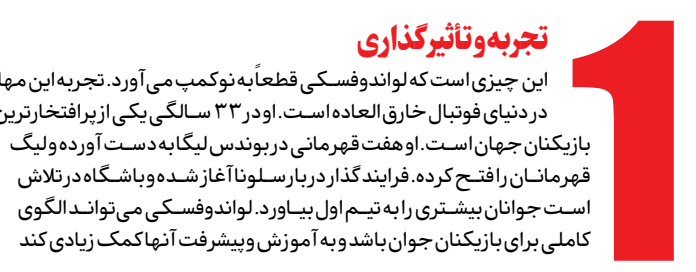 1
تجربه‌وتأثیرگذاری
این چیزی است که لواندوفسکی قطعاً به نوکمپ می‌آورد. تجربه این مها
در دنیای فوتبال خارق العاده است. او در ۳۳ سالگی یکی از پرافتخارترین
بازیکنان جهان است. او هفت قهرمانی در بوندس لیگا به دست آورده و لیگ
قهرمانان را فتح کرده. فرایند گذار در بارسلونا آغاز شده و باشگاه در تلاش
است جوانان بیشتری را به تیم اول بیاورد. لواندوفسکی می‌تواند الگوی
کاملی برای بازیکنان جوان باشد و به آموزش و پیشرفت آنها کمک زیادی کند